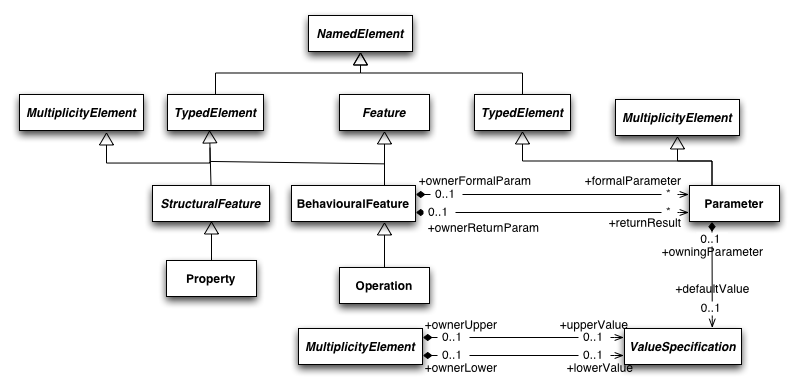 NamedElement
MultiplicityElement
TypedElement
Feature
TypedElement
MultiplicityElement
+ownerFormalParam
+formalParameter
0..1
*
StructuralFeature
BehaviouralFeature
Parameter
0..1
*
+ownerReturnParam
+returnResult
0..1
+owningParameter
Property
Operation
+defaultValue
0..1
+ownerUpper
+upperValue
0..1
0..1
MultiplicityElement
ValueSpecification
0..1
0..1
+ownerLower
+lowerValue